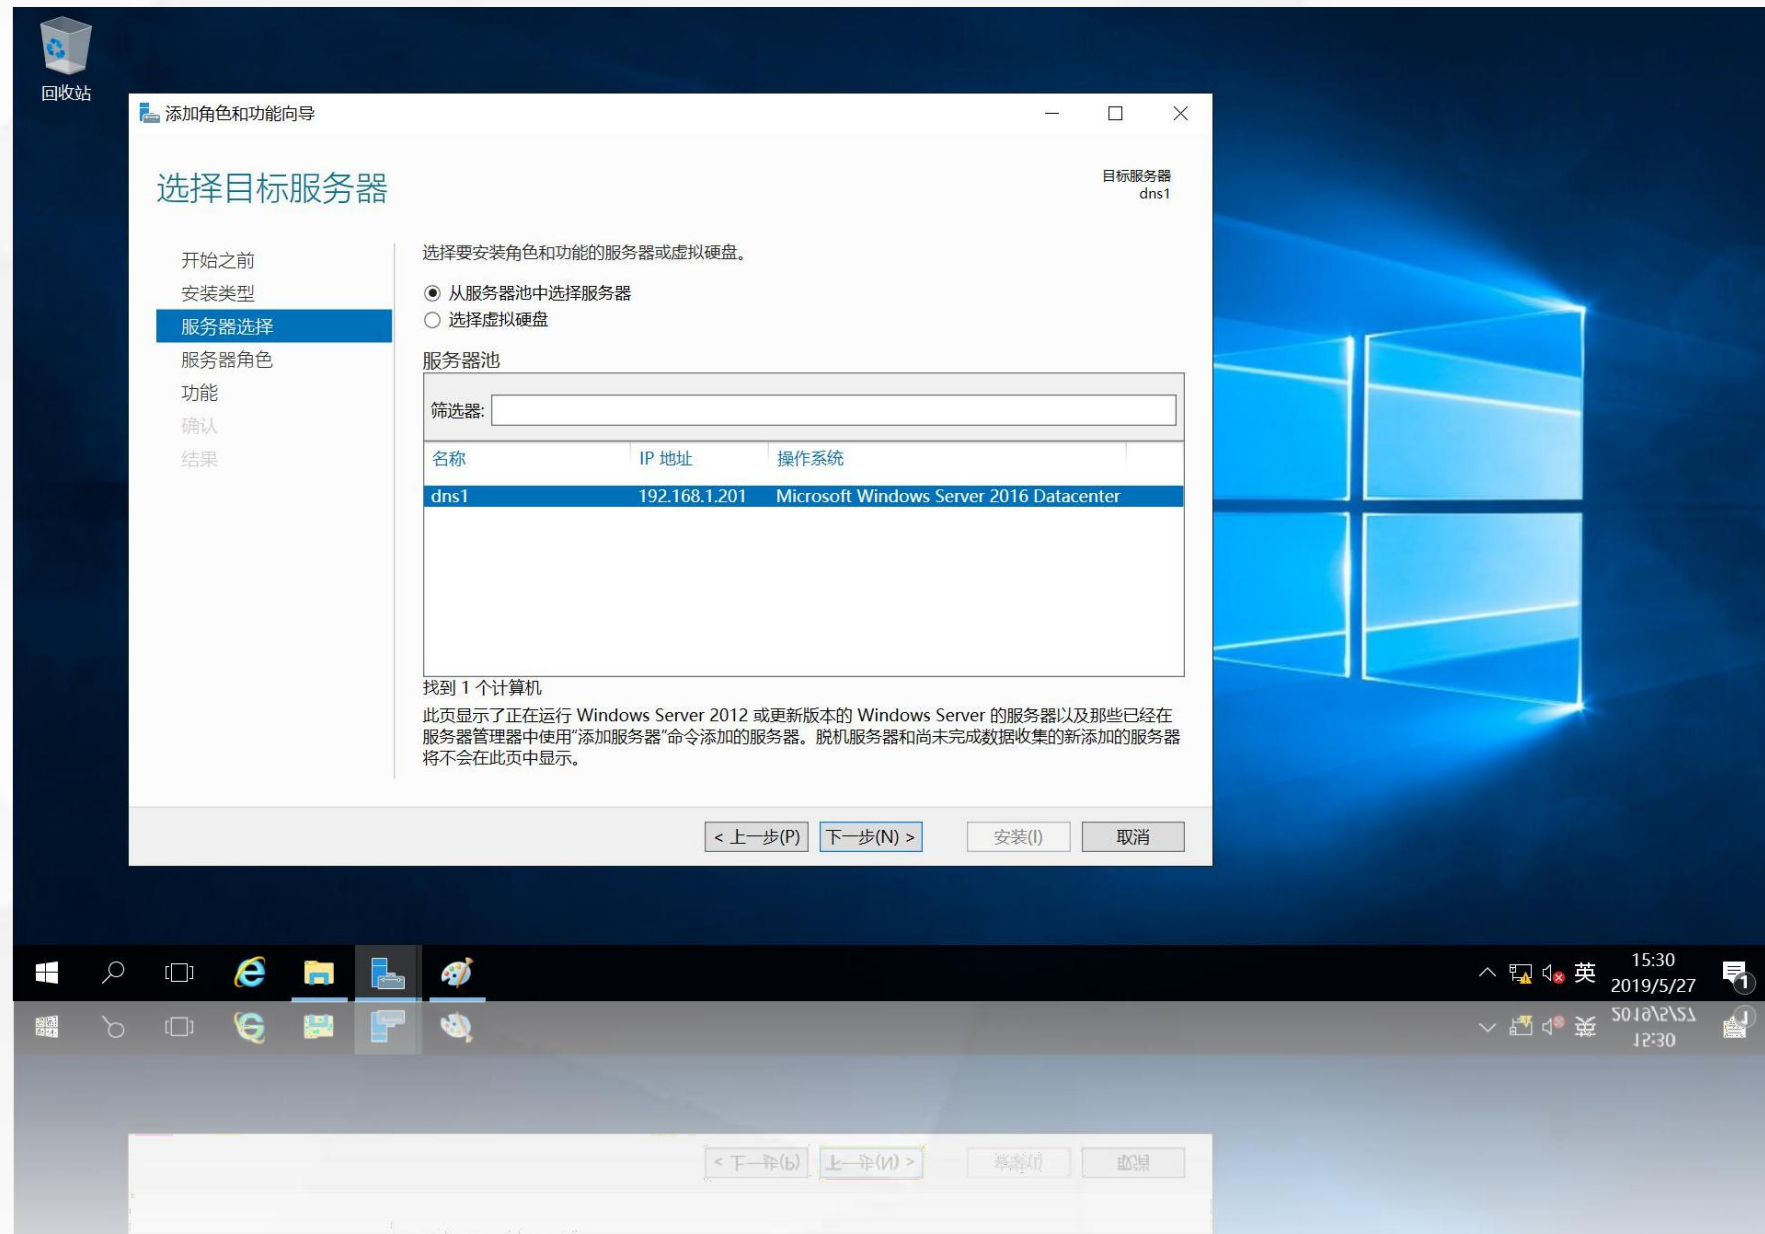 回收站
添加角色和功能向导
选择目标服务器
目标服务器
dns1
开始之前
安装类型
服务器选择
服务器角色
功能
确认
结果
选择要安装角色和功能的服务器或虚拟硬盘。
从服务器池中选择服务器
选择虚拟硬盘
服务器池
筛选器:
名称 IP 地址 操作系统
dns1 192.168.1.201 Microsoft Windows Server 2016 Datacenter
找到 1 个计算机
此页显示了正在运行 Windows Server 2012 或更新版本的 Windows Server 的服务器以及那些已经在
服务器管理器中使用"添加服务器"命令添加的服务器。脱机服务器和尚未完成数据收集的新添加的服务器
将不会在此页中显示。
< 上一步(P) 下一步(N) > 安装(I) 取消
英
15:30
2019/5/27
1